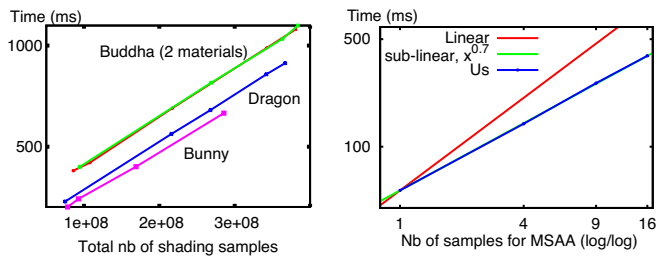 Time (ms)
1000
500
Buddha (2 materials)
Dragon
Bunny
1e+08 2e+08 3e+08
Total nb of shading samples
Time (ms)
500
100
Linear
sub-linear, x^0.7
Us
1 4 9 16
Nb of samples for MSAA (log/log)